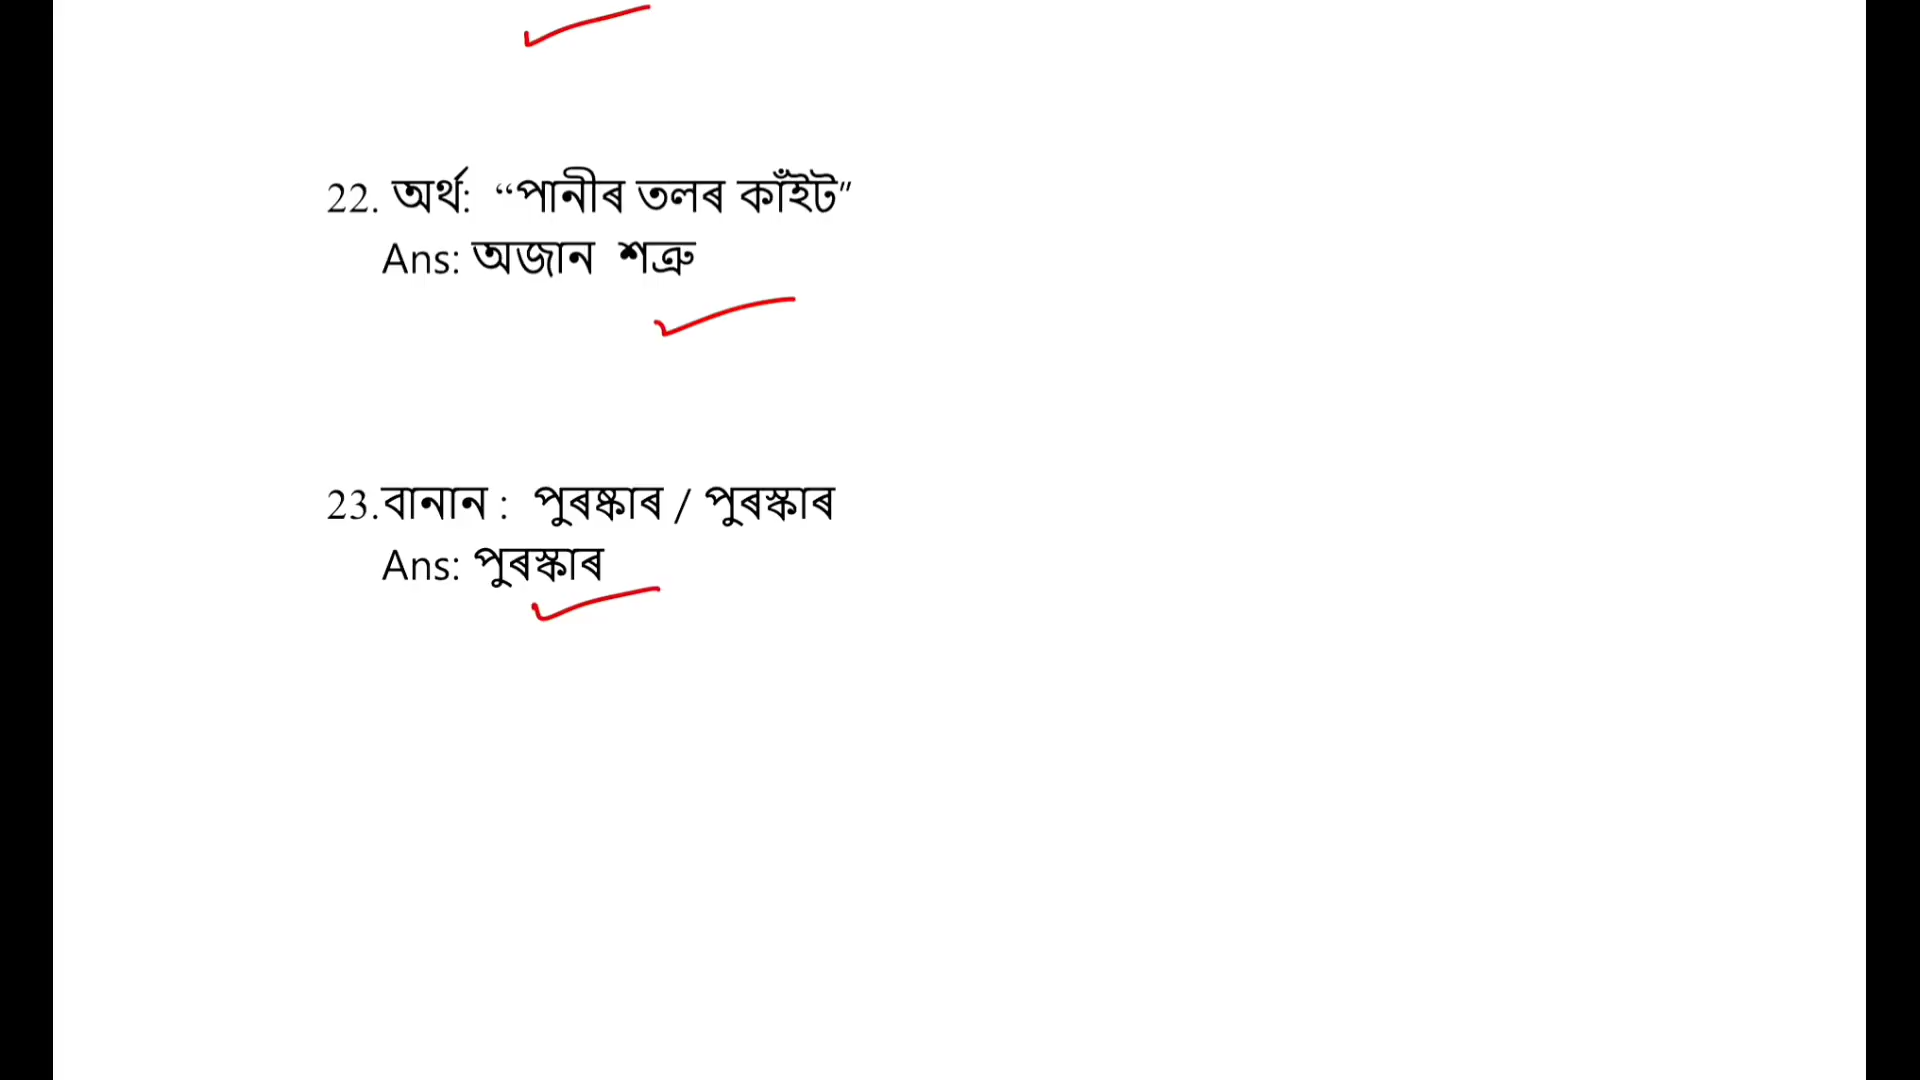 22. অৰ্থ: “পানীৰ তলৰ কাঁইট”
Ans: অজান শত্ৰু
23.বানান : পুৰষ্কাৰ / পুৰস্কাৰ
Ans: পুৰস্কাৰ